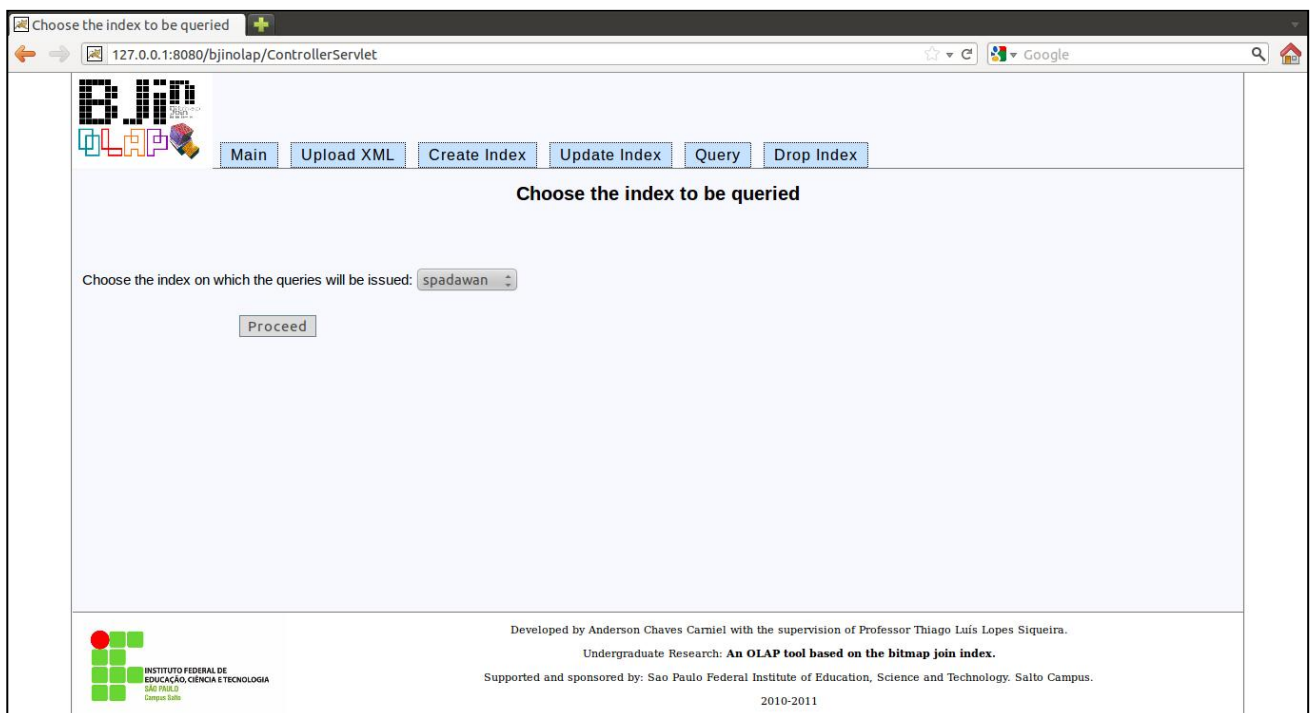 Choose the index to be queried
127.0.0.1:8080/bjinolap/ControllerServlet
Google
BJIn
OLAP
Main
Upload XML
Create Index
Update Index
Query
Drop Index
Choose the index to be queried
Choose the index on which the queries will be issued: spadawan
Proceed
INSTITUTO FEDERAL DE
EDUCAÇÃO, CIÊNCIA E TECNOLOGIA
SÃO PAULO
Campus Salto
Developed by Anderson Chaves Carniel with the supervision of Professor Thiago Luís Lopes Siqueira.
Undergraduate Research: An OLAP tool based on the bitmap join index.
Supported and sponsored by: Sao Paulo Federal Institute of Education, Science and Technology. Salto Campus.
2010-2011